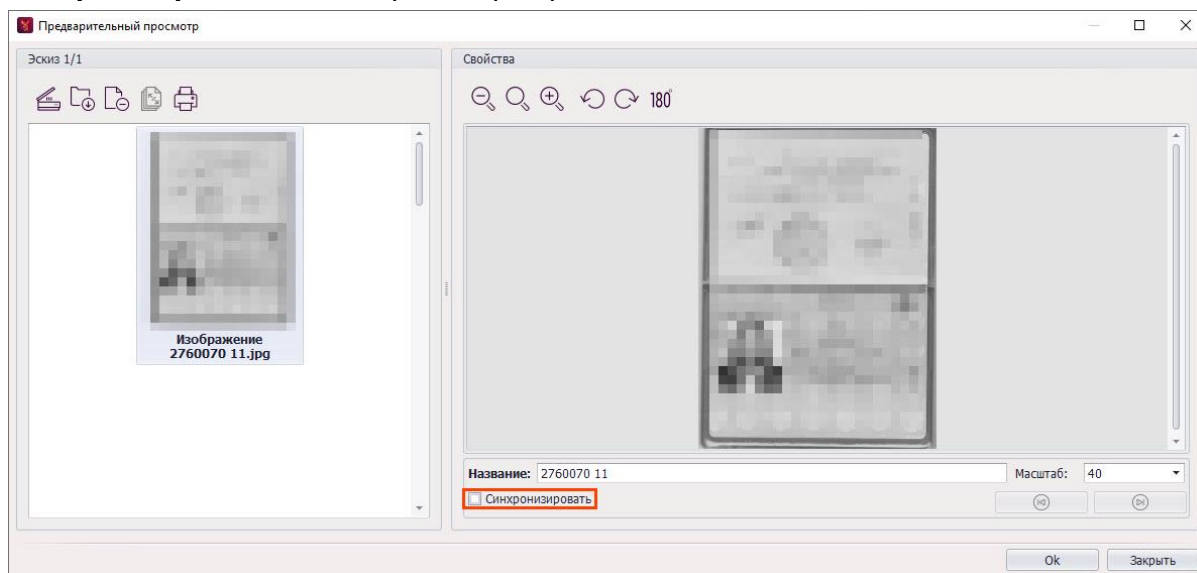 Предварительный просмотр
Эскиз 1/1
Свойства
180°
Изображение
2760070 11.jpg
Название: 2760070 11
Масштаб: 40
Синхронизировать
Ok
Закрыть